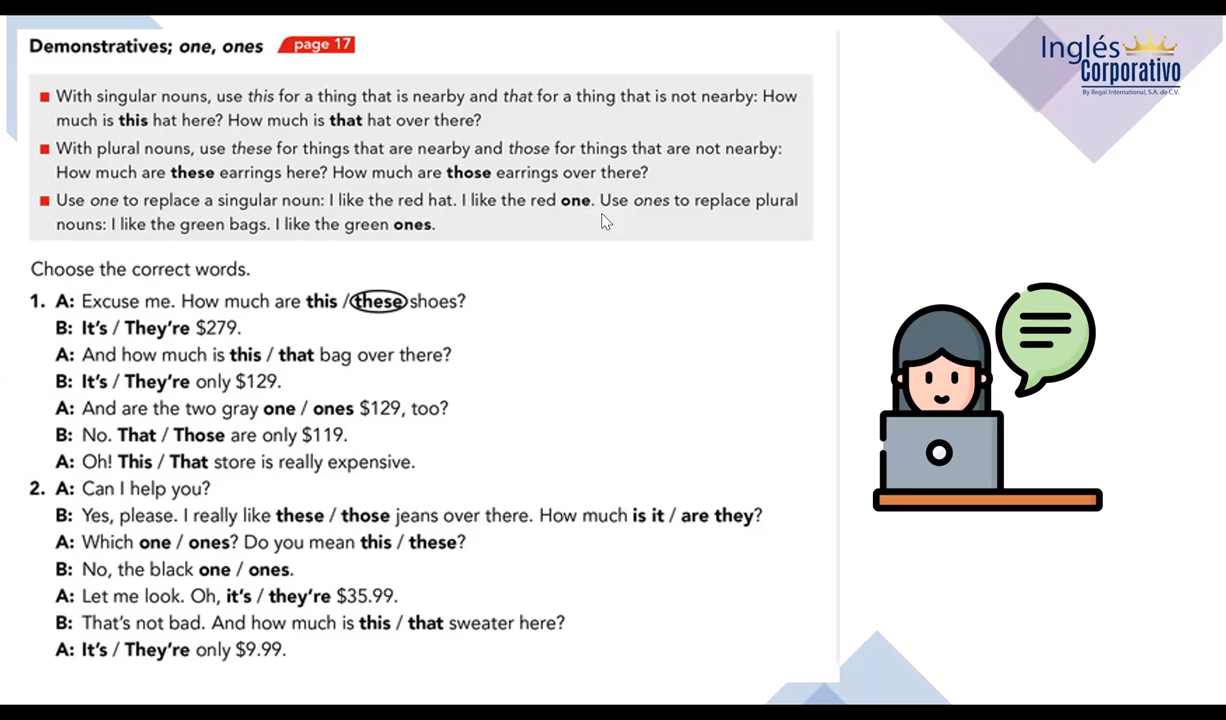 Demonstratives; one, ones page 17
Inglés
Corporativo
By Regal International, S.A. de C.V.
With singular nouns, use this for a thing that is nearby and that for a thing that is not nearby: How
much is this hat here? How much is that hat over there?
With plural nouns, use these for things that are nearby and those for things that are not nearby:
How much are these earrings here? How much are those earrings over there?
Use one to replace a singular noun: I like the red hat. I like the red one. Use ones to replace plural
nouns: I like the green bags. I like the green ones.
Choose the correct words.
1. A: Excuse me. How much are this / these shoes?
B: It's / They're $279.
A: And how much is this / that bag over there?
B: It's / They're only $129.
A: And are the two gray one / ones $129, too?
B: No. That / Those are only $119.
A: Oh! This / That store is really expensive.
2. A: Can I help you?
B: Yes, please. I really like these / those jeans over there. How much is it / are they?
A: Which one / ones? Do you mean this / these?
B: No, the black one / ones.
A: Let me look. Oh, it's / they're $35.99.
B: That's not bad. And how much is this / that sweater here?
A: It's / They're only $9.99.